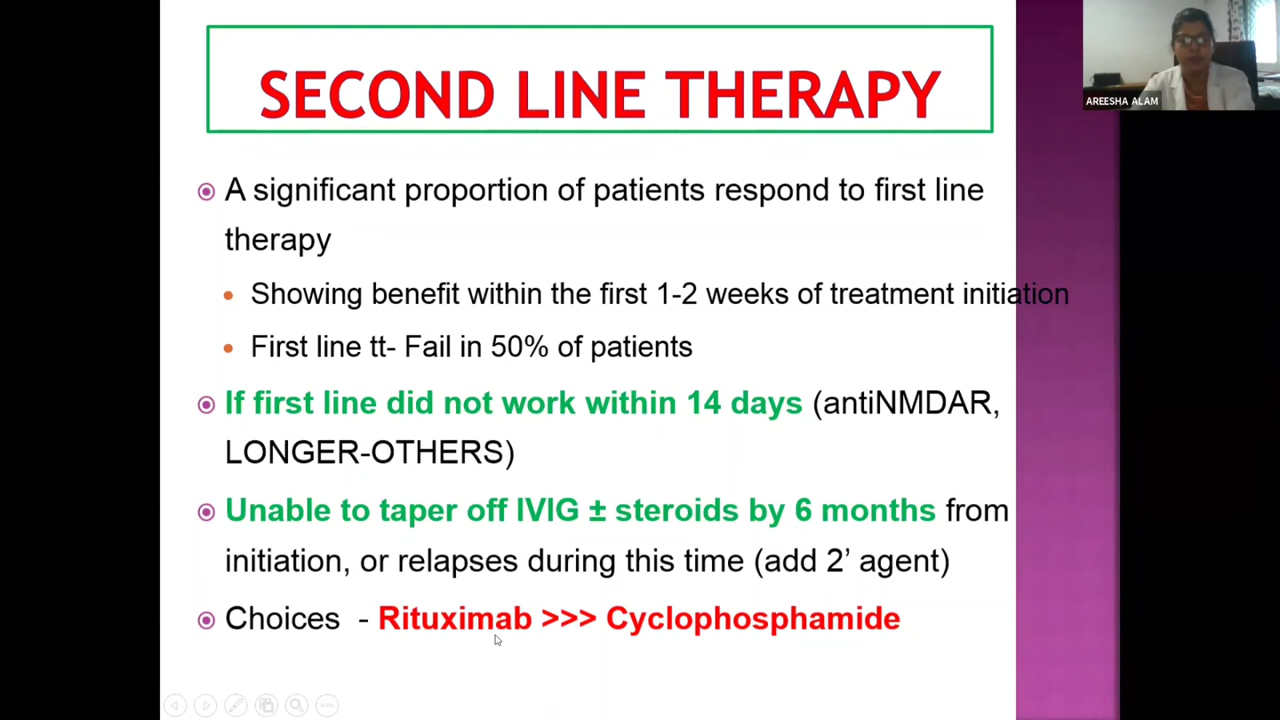 SECOND LINE THERAPY
AREESHA ALAM
A significant proportion of patients respond to first line
therapy
Showing benefit within the first 1-2 weeks of treatment initiation
First line tt- Fail in 50% of patients
If first line did not work within 14 days (antiNMDAR,
LONGER-OTHERS)
Unable to taper off IVIG ± steroids by 6 months from
initiation, or relapses during this time (add 2’ agent)
Choices - Rituximab >>> Cyclophosphamide